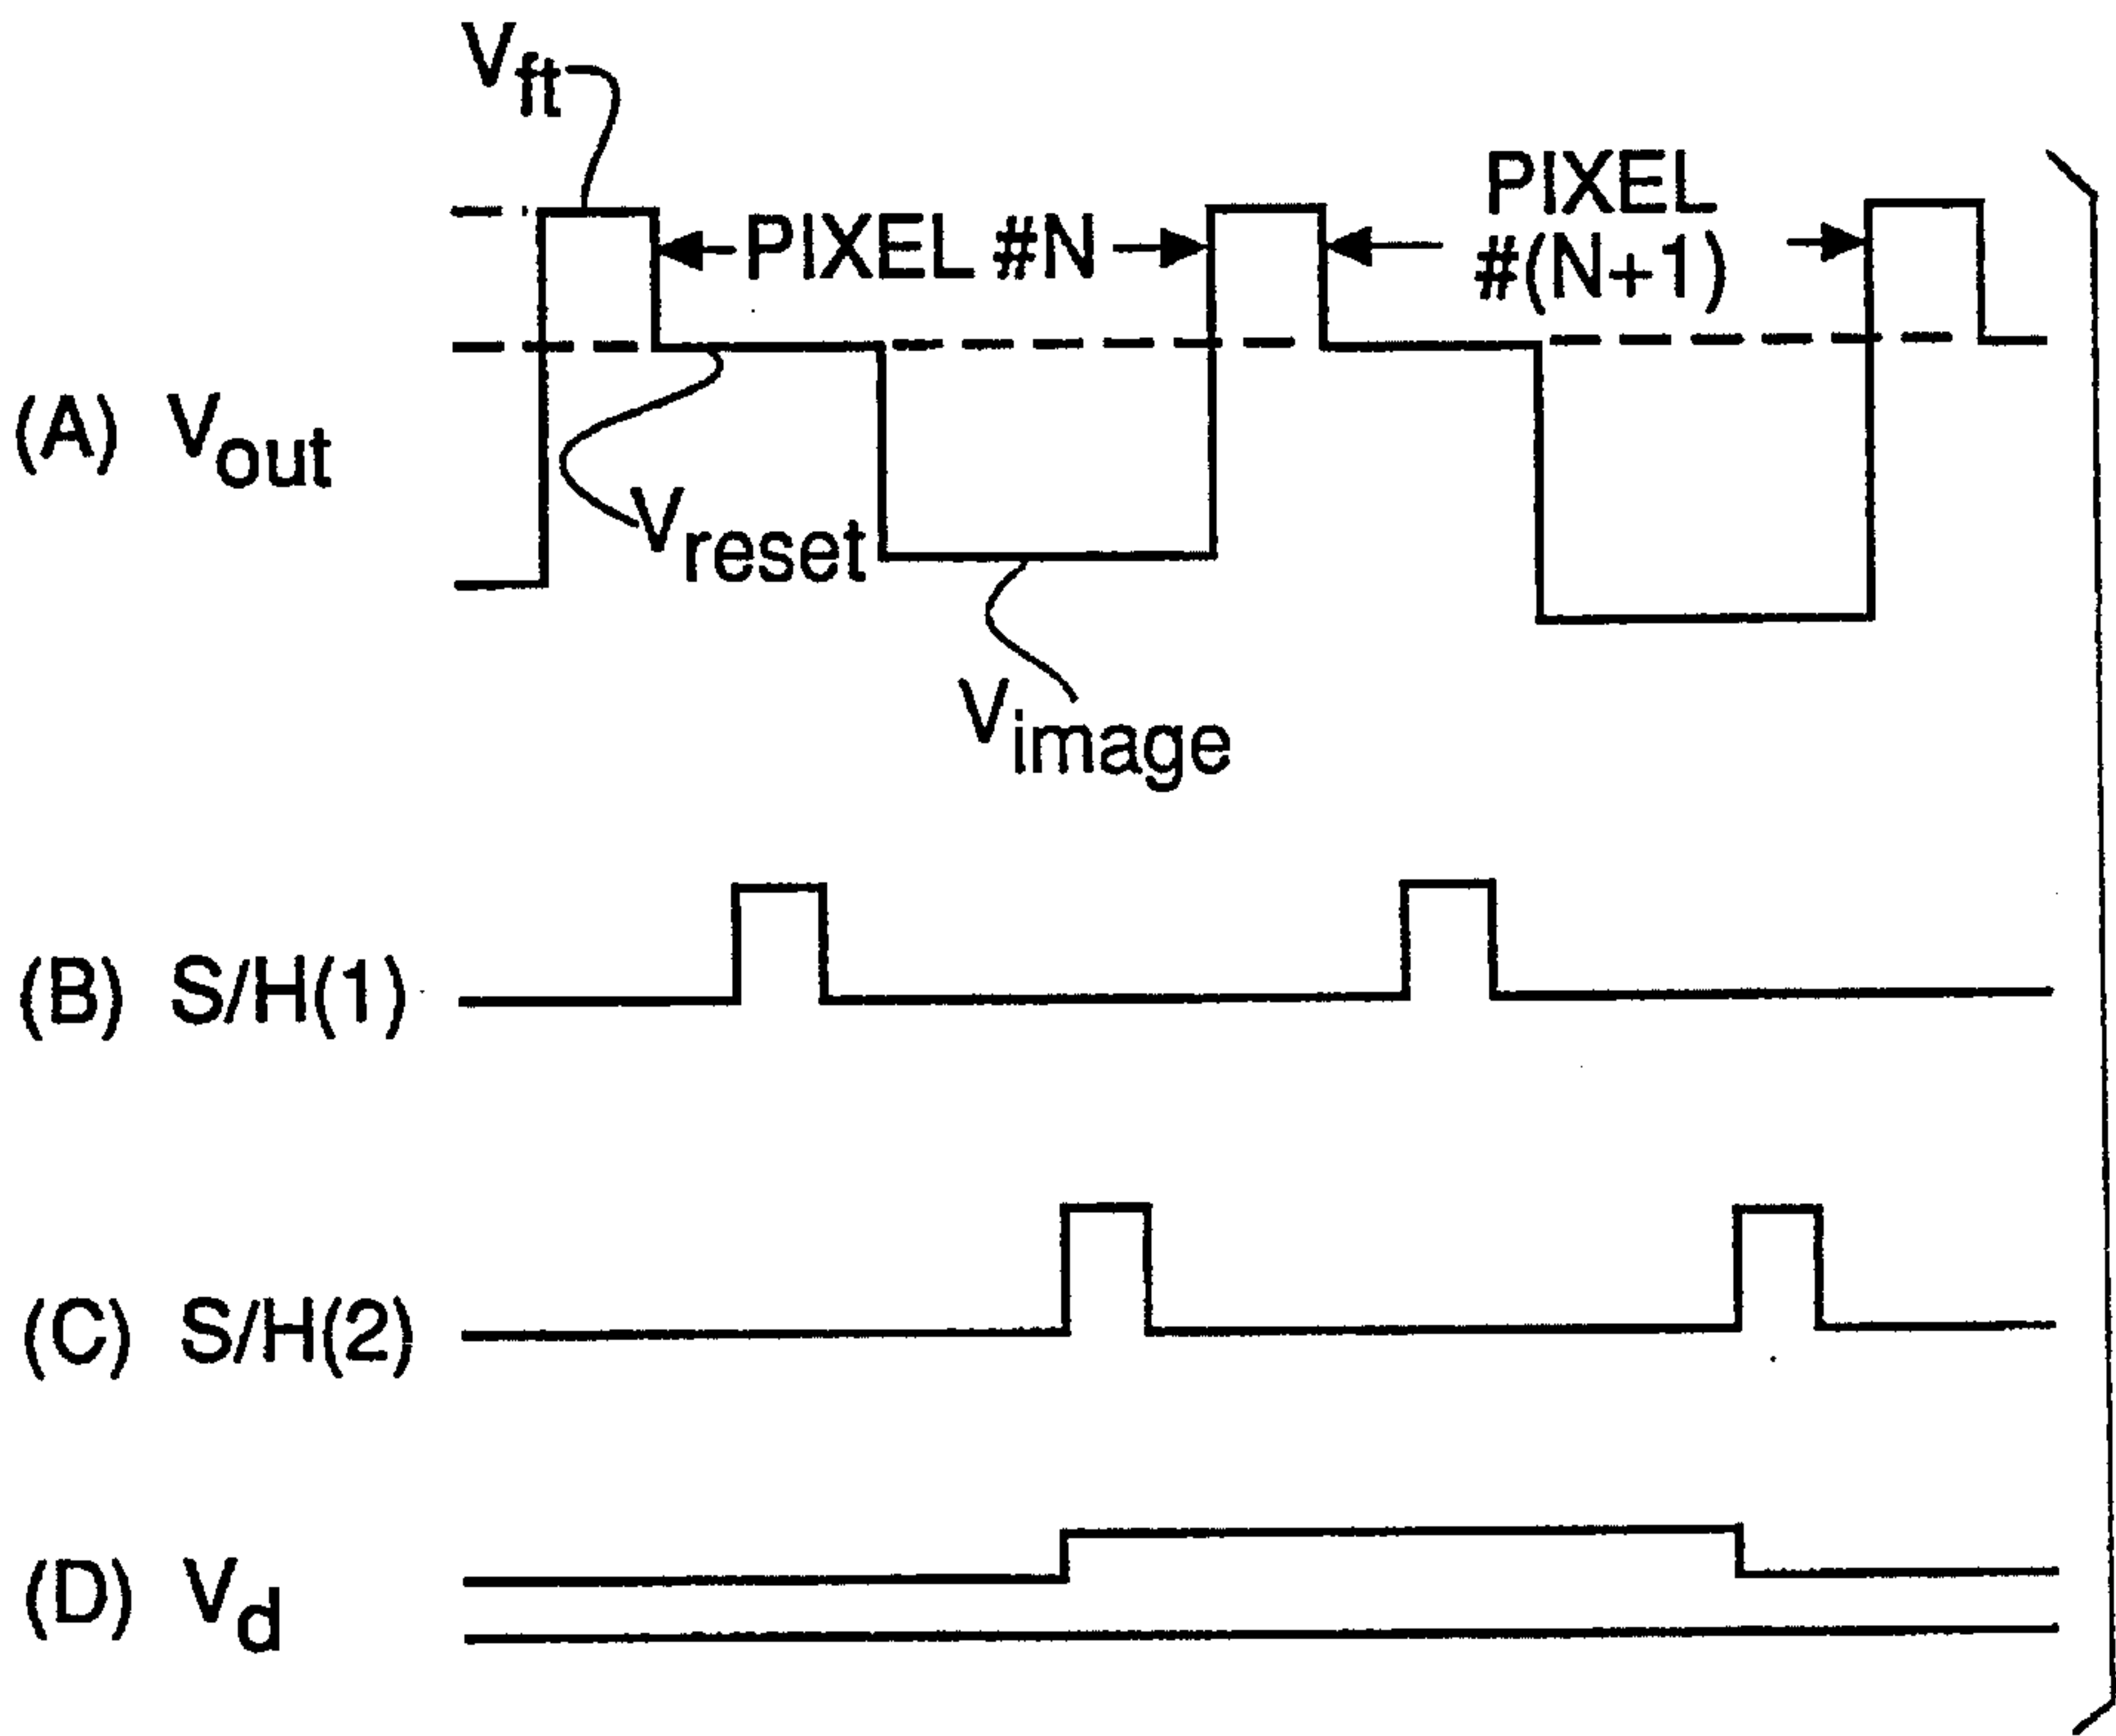 Vft
PIXEL #N
PIXEL
#(N+1)
(A) Vout
Vreset
Vimage
(B) S/H(1)
(C) S/H(2)
(D) Vd